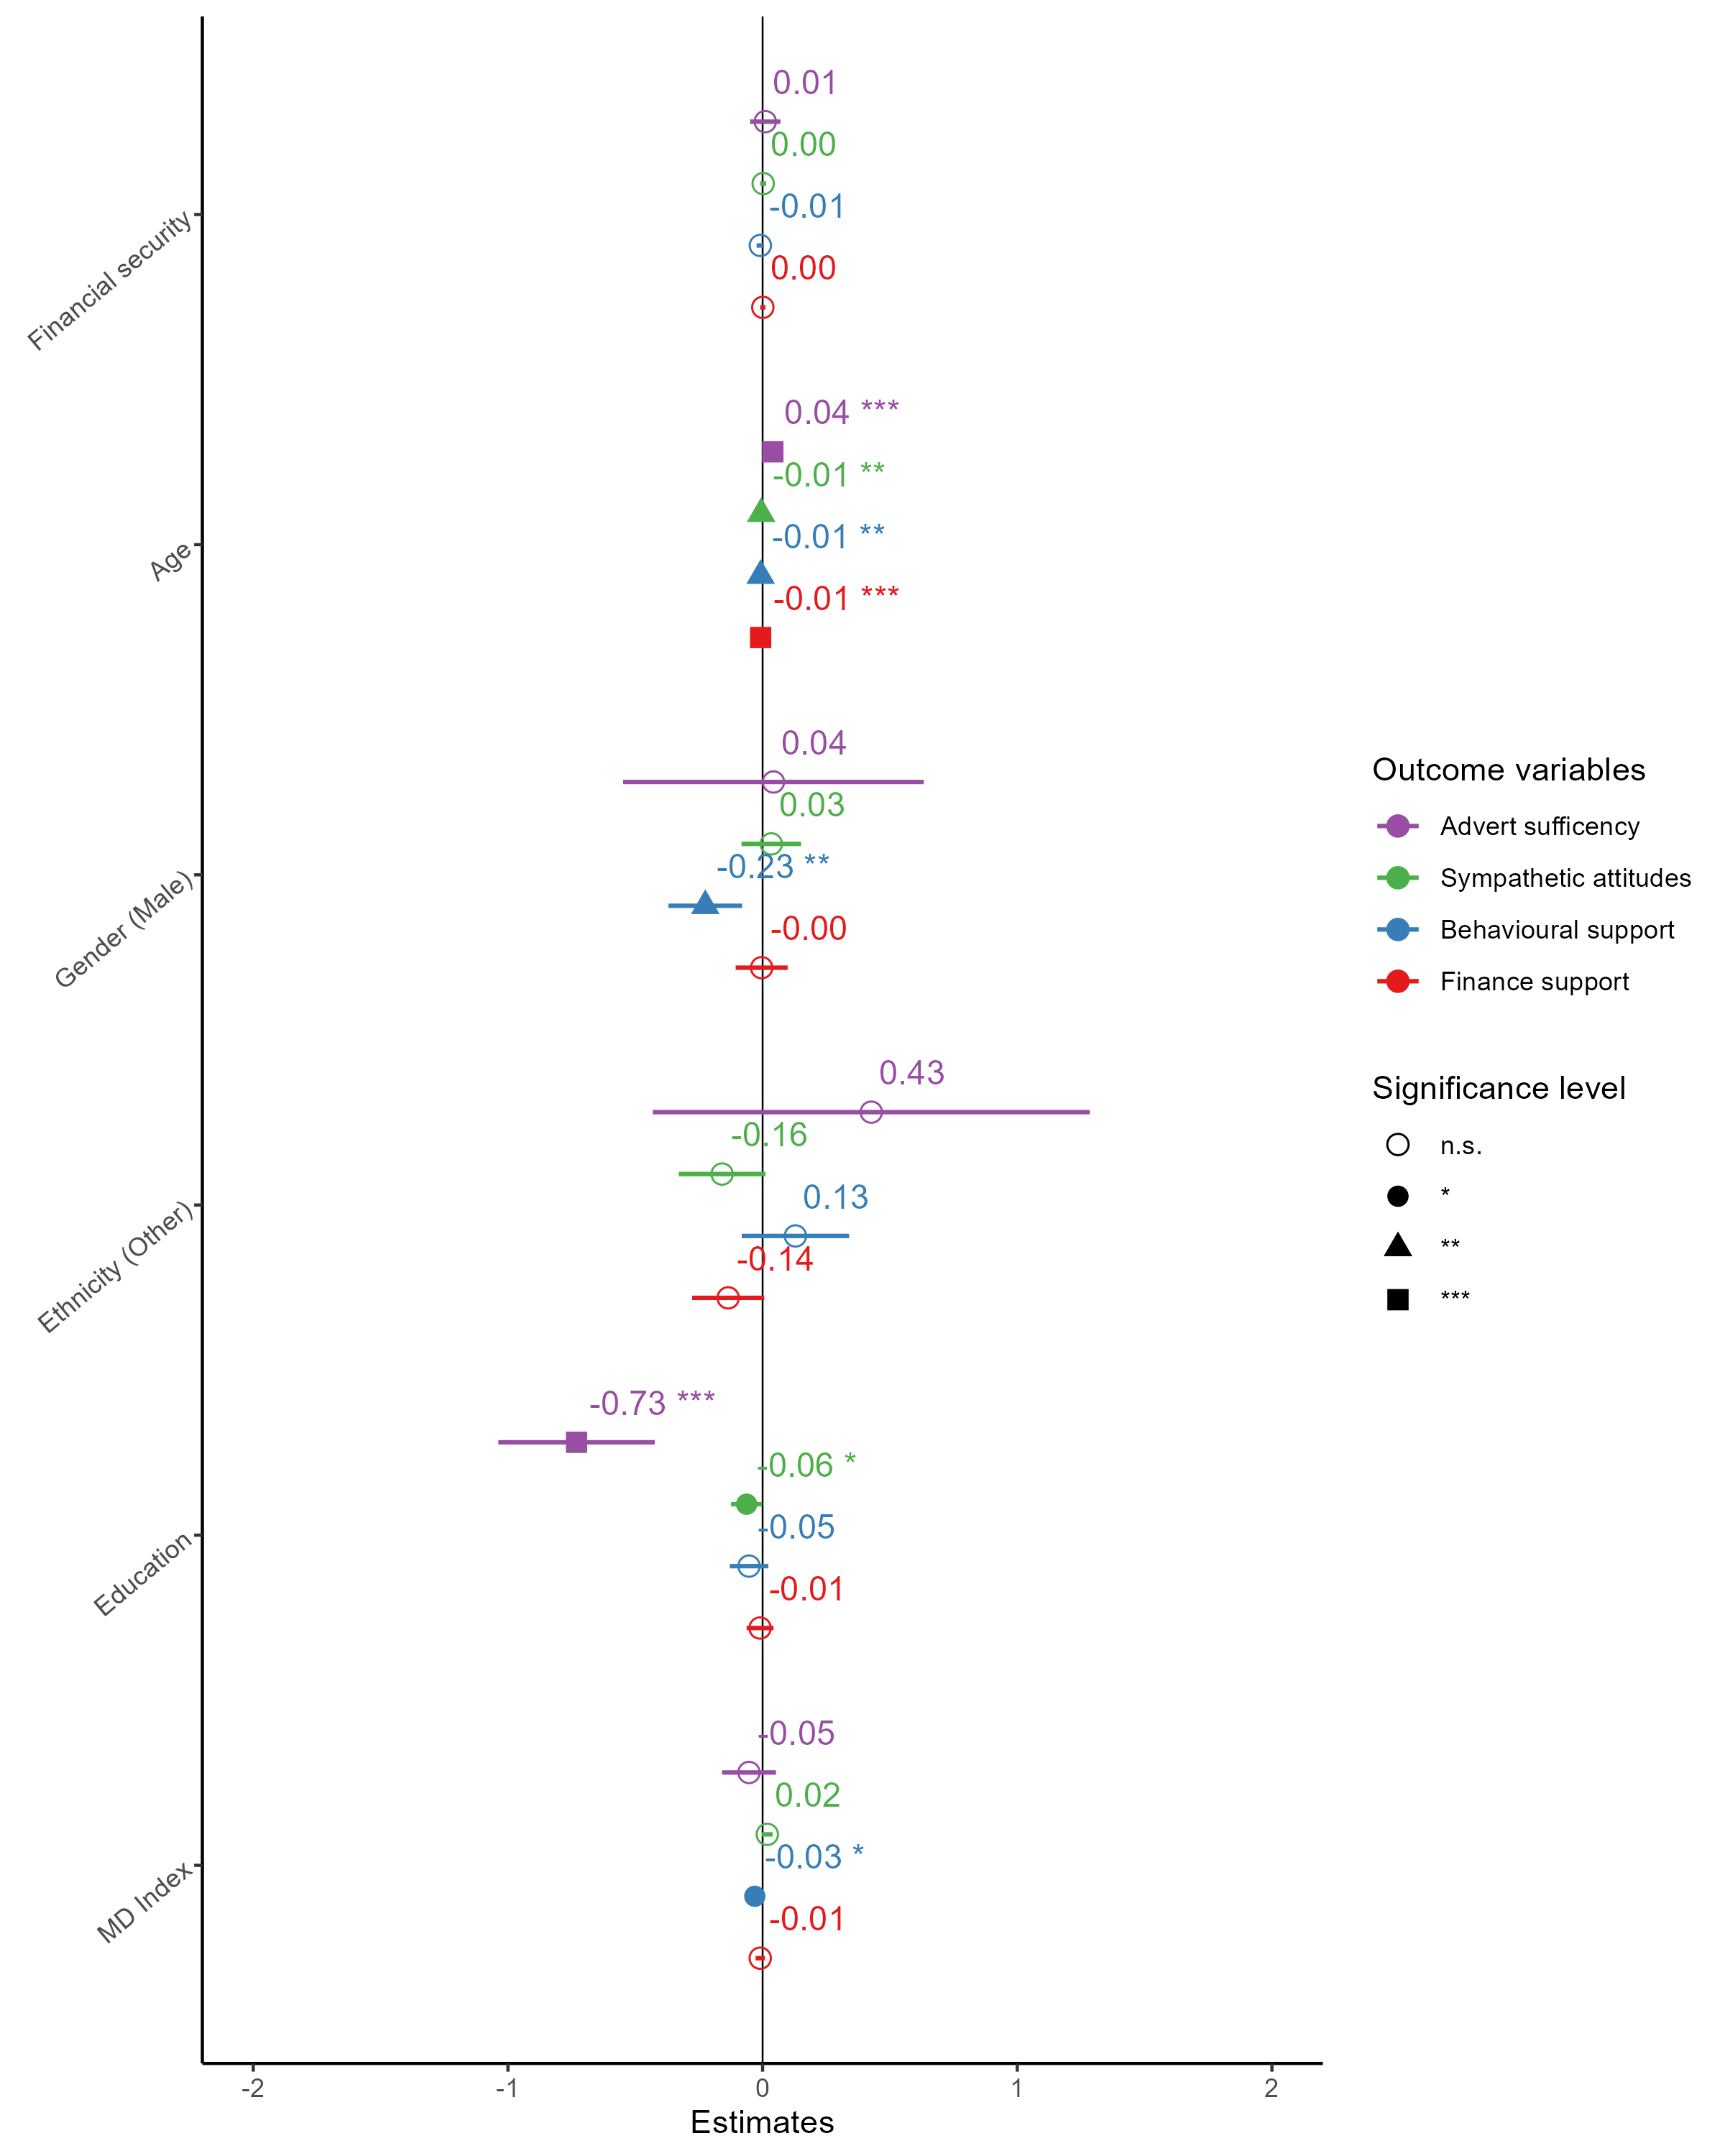 0.01
0.00
-0.01
0.00
Financial security
0.04 ***
-0.01 **
-0.01 **
-0.01 ***
Age
0.04
0.03
-0.23 **
-0.00
Gender (Male)
0.43
-0.16
0.13
-0.14
Ethnicity (Other)
-0.73 ***
-0.06 *
-0.05
-0.01
Education
-0.05
0.02
-0.03 *
-0.01
MD Index
-2 -1 0 1 2
Estimates
Outcome variables
Advert sufficency
Sympathetic attitudes
Behavioural support
Finance support
Significance level
n.s.
*
**
***